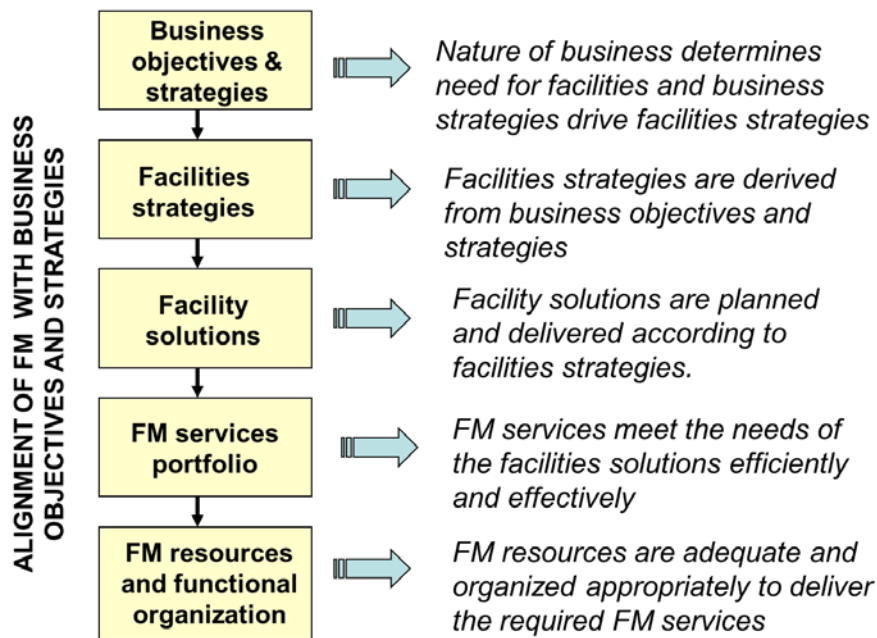 ALIGNMENT OF FM WITH BUSINESS
OBJECTIVES AND STRATEGIES
Business
objectives &
strategies
Nature of business determines
need for facilities and business
strategies drive facilities strategies
Facilities
strategies
Facilities strategies are derived
from business objectives and
strategies
Facility
solutions
Facility solutions are planned
and delivered according to
facilities strategies.
FM services
portfolio
FM services meet the needs of
the facilities solutions efficiently
and effectively
FM resources
and functional
organization
FM resources are adequate and
organized appropriately to deliver
the required FM services